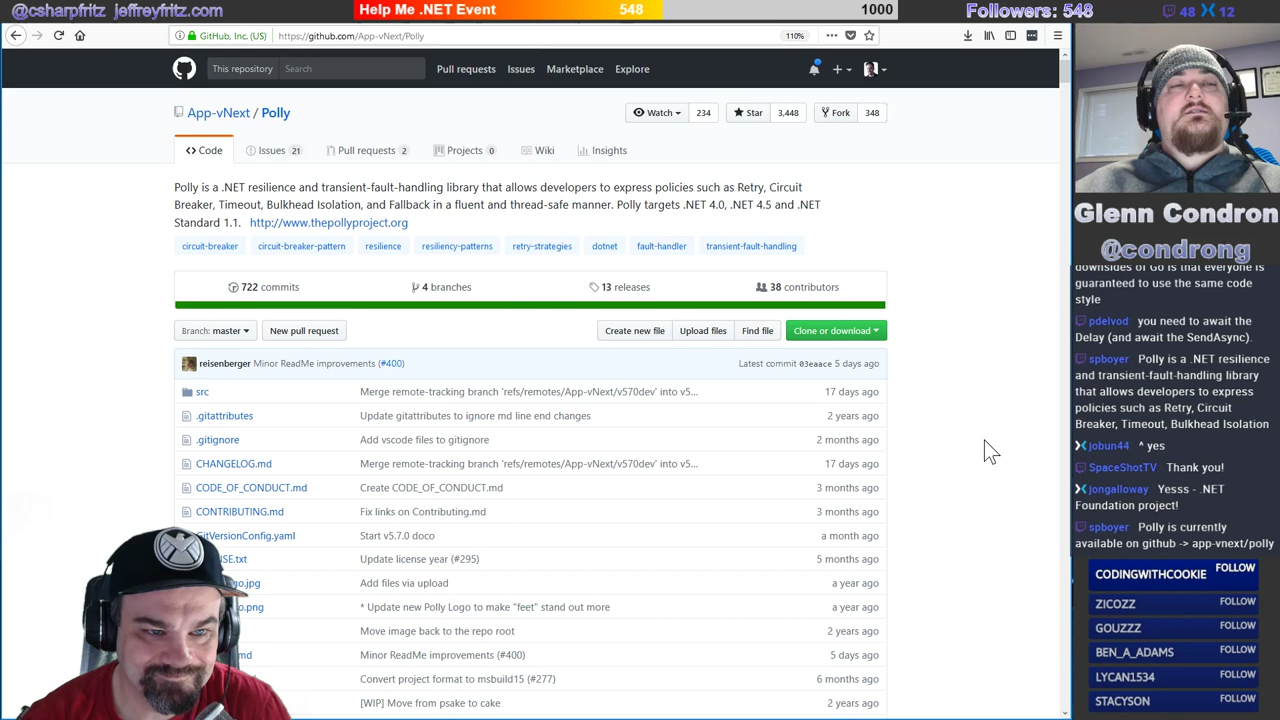 @csharpfritz jeffreyfritz.com
Help Me .NET Event 548 1000
Followers: 548 48 12
GitHub, Inc. (US) https://github.com/App-vNext/Polly 110%
This repository Search Pull requests Issues Marketplace Explore
App-vNext / Polly
Watch 234 Star 3,448 Fork 348
Code Issues 21 Pull requests 2 Projects 0 Wiki Insights
Polly is a .NET resilience and transient-fault-handling library that allows developers to express policies such as Retry, Circuit
Breaker, Timeout, Bulkhead Isolation, and Fallback in a fluent and thread-safe manner. Polly targets .NET 4.0, .NET 4.5 and .NET
Standard 1.1. http://www.thepollyproject.org
circuit-breaker circuit-breaker-pattern resilience resiliency-patterns retry-strategies dotnet fault-handler transient-fault-handling
722 commits 4 branches 13 releases 38 contributors
Branch: master New pull request Create new file Upload files Find file Clone or download
reisenberger Minor ReadMe improvements (#400) Latest commit 03eaace 5 days ago
src Merge remote-tracking branch 'refs/remotes/App-vNext/v570dev' into v5... 17 days ago
.gitattributes Update gitattributes to ignore md line end changes 2 years ago
.gitignore Add vscode files to gitignore 2 months ago
CHANGELOG.md Merge remote-tracking branch 'refs/remotes/App-vNext/v570dev' into v5... 17 days ago
CODE_OF_CONDUCT.md Create CODE_OF_CONDUCT.md 3 months ago
CONTRIBUTING.md Fix links on Contributing.md 3 months ago
GitVersionConfig.yaml Start v5.7.0 doco a month ago
SE.txt Update license year (#295) 5 months ago
go.jpg Add files via upload a year ago
o.png * Update new Polly Logo to make "feet" stand out more a year ago
Move image back to the repo root 2 years ago
md Minor ReadMe improvements (#400) 5 days ago
Convert project format to msbuild15 (#277) 6 months ago
[WIP] Move from psake to cake 2 years ago
Glenn Condron
@condrong
downsides of Go is that everyone is
guaranteed to use the same code
style
pdelvod you need to await the
Delay (and await the SendAsync).
spboyer Polly is a .NET resilience
and transient-fault-handling library
that allows developers to express
policies such as Retry, Circuit
Breaker, Timeout, Bulkhead Isolation
jobun44 ^ yes
SpaceShotTV Thank you!
jongalloway Yesss - .NET
Foundation project!
spboyer Polly is currently
available on github -> app-vnext/polly
CODINGWITHCOOKIE FOLLOW
ZICOZZ FOLLOW
GOUZZZ FOLLOW
BEN_A_ADAMS FOLLOW
LYCAN1534 FOLLOW
STACYSON FOLLOW